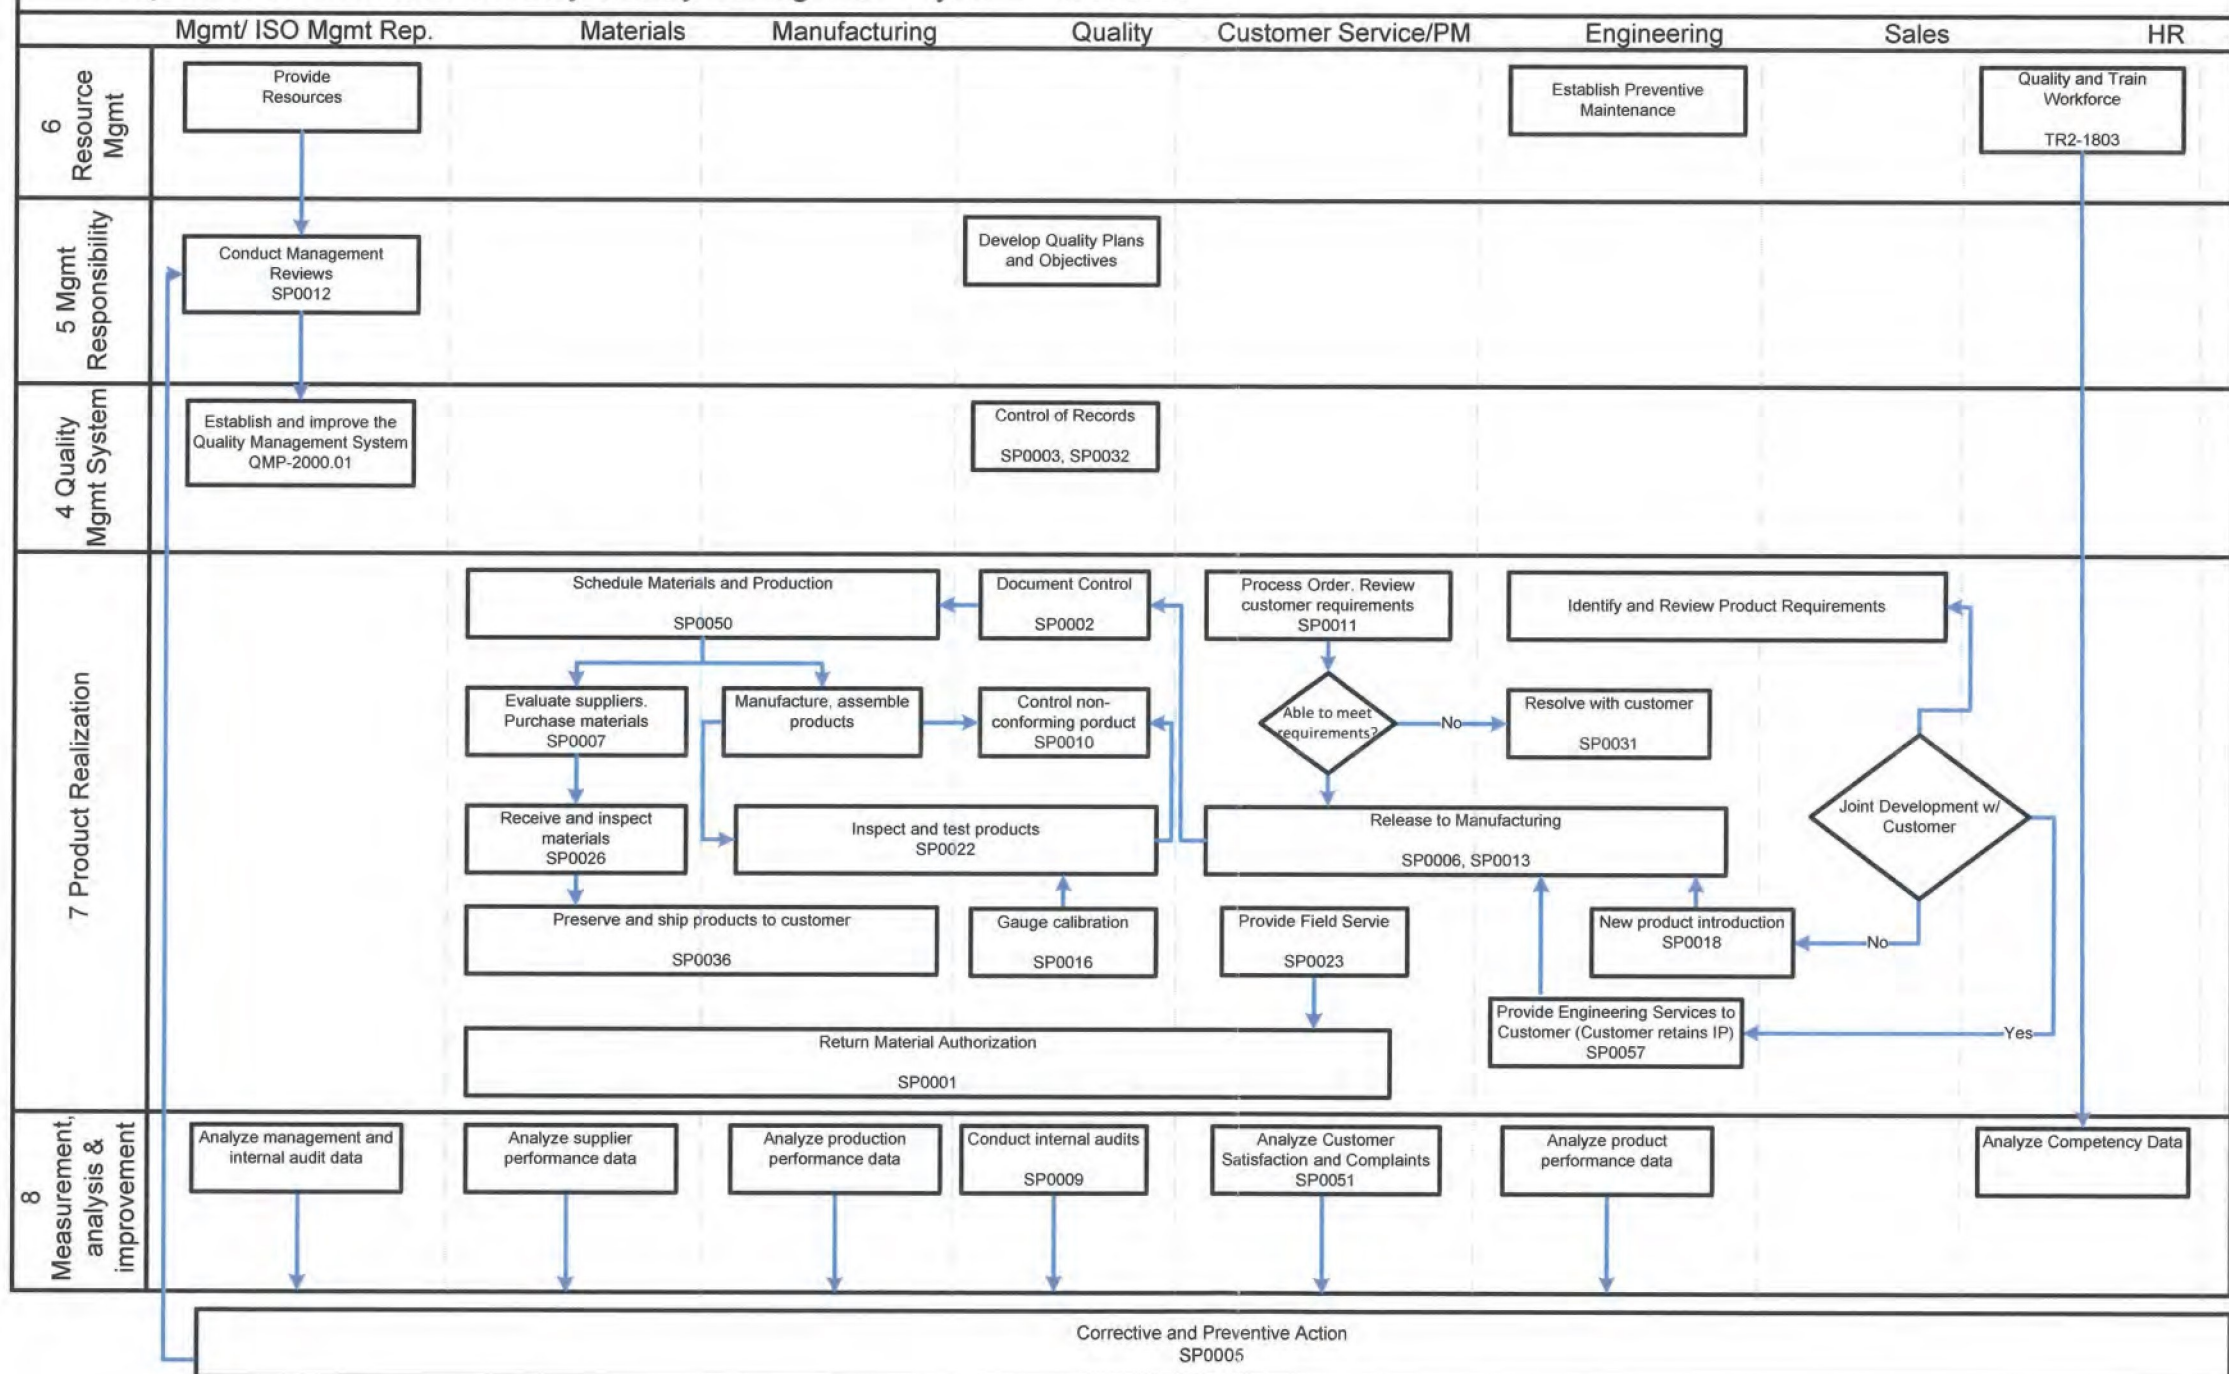 Mgmt/ ISO Mgmt Rep.
Materials
Manufacturing
Quality
Customer Service/PM
Engineering
Sales
HR
6
Resource
Mgmt
Provide
Resources
Establish Preventive
Maintenance
Quality and Train
Workforce
TR2-1803
5 Mgmt
Responsibility
Conduct Management
Reviews
SP0012
Develop Quality Plans
and Objectives
4 Quality
Mgmt System
Establish and improve the
Quality Management System
QMP-2000.01
Control of Records
SP0003, SP0032
7 Product Realization
Schedule Materials and Production
SP0050
Document Control
SP0002
Process Order. Review
customer requirements
SP0011
Identify and Review Product Requirements
Evaluate suppliers.
Purchase materials
SP0007
Manufacture, assemble
products
Control non-
conforming porduct
SP0010
Able to meet
requirements?
No
Resolve with customer
SP0031
Joint Development w/
Customer
Receive and inspect
materials
SP0026
Inspect and test products
SP0022
Release to Manufacturing
SP0006, SP0013
Preserve and ship products to customer
SP0036
Gauge calibration
SP0016
Provide Field Servie
SP0023
New product introduction
SP0018
No
Provide Engineering Services to
Customer (Customer retains IP)
SP0057
Yes
Return Material Authorization
SP0001
8
Measurement,
analysis &
improvement
Analyze management and
internal audit data
Analyze supplier
performance data
Analyze production
performance data
Conduct internal audits
SP0009
Analyze Customer
Satisfaction and Complaints
SP0051
Analyze product
performance data
Analyze Competency Data
Corrective and Preventive Action
SP0005